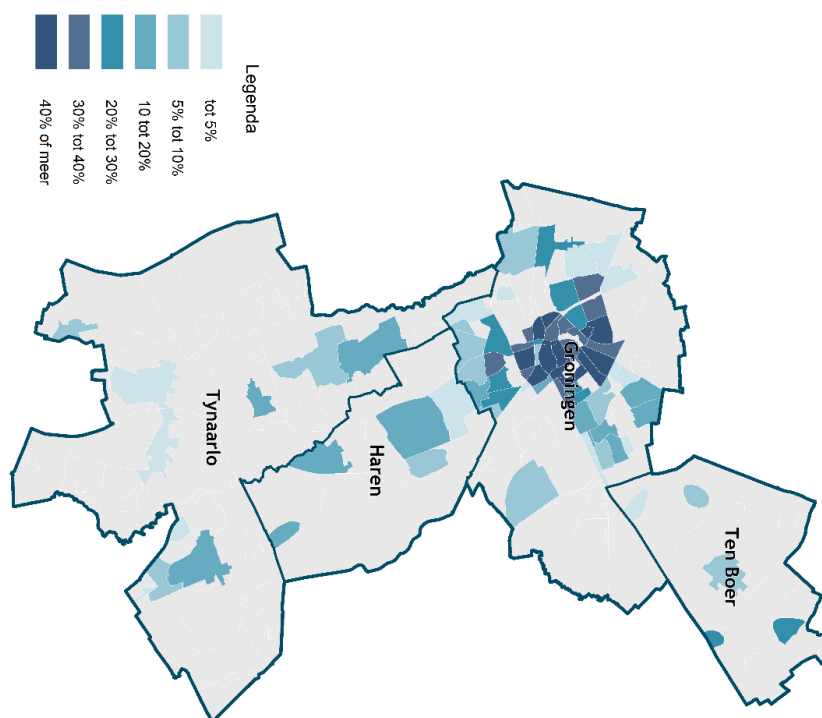 Legenda
tot 5%
5% tot 10%
10 tot 20%
20% tot 30%
30% tot 40%
40% of meer
Groningen
Ten Boer
Haren
Tynaarlo